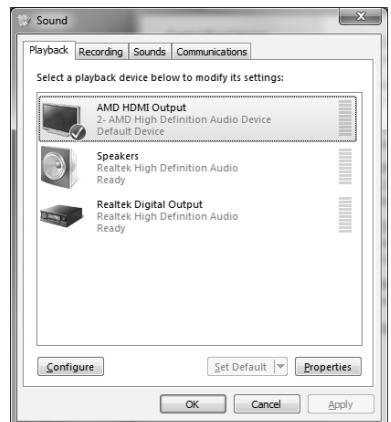 Sound
Playback Recording Sounds Communications
Select a playback device below to modify its settings:
AMD HDMI Output
2- AMD High Definition Audio Device
Default Device
Speakers
Realtek High Definition Audio
Ready
Realtek Digital Output
Realtek High Definition Audio
Ready
Configure Set Default Properties
OK Cancel Apply